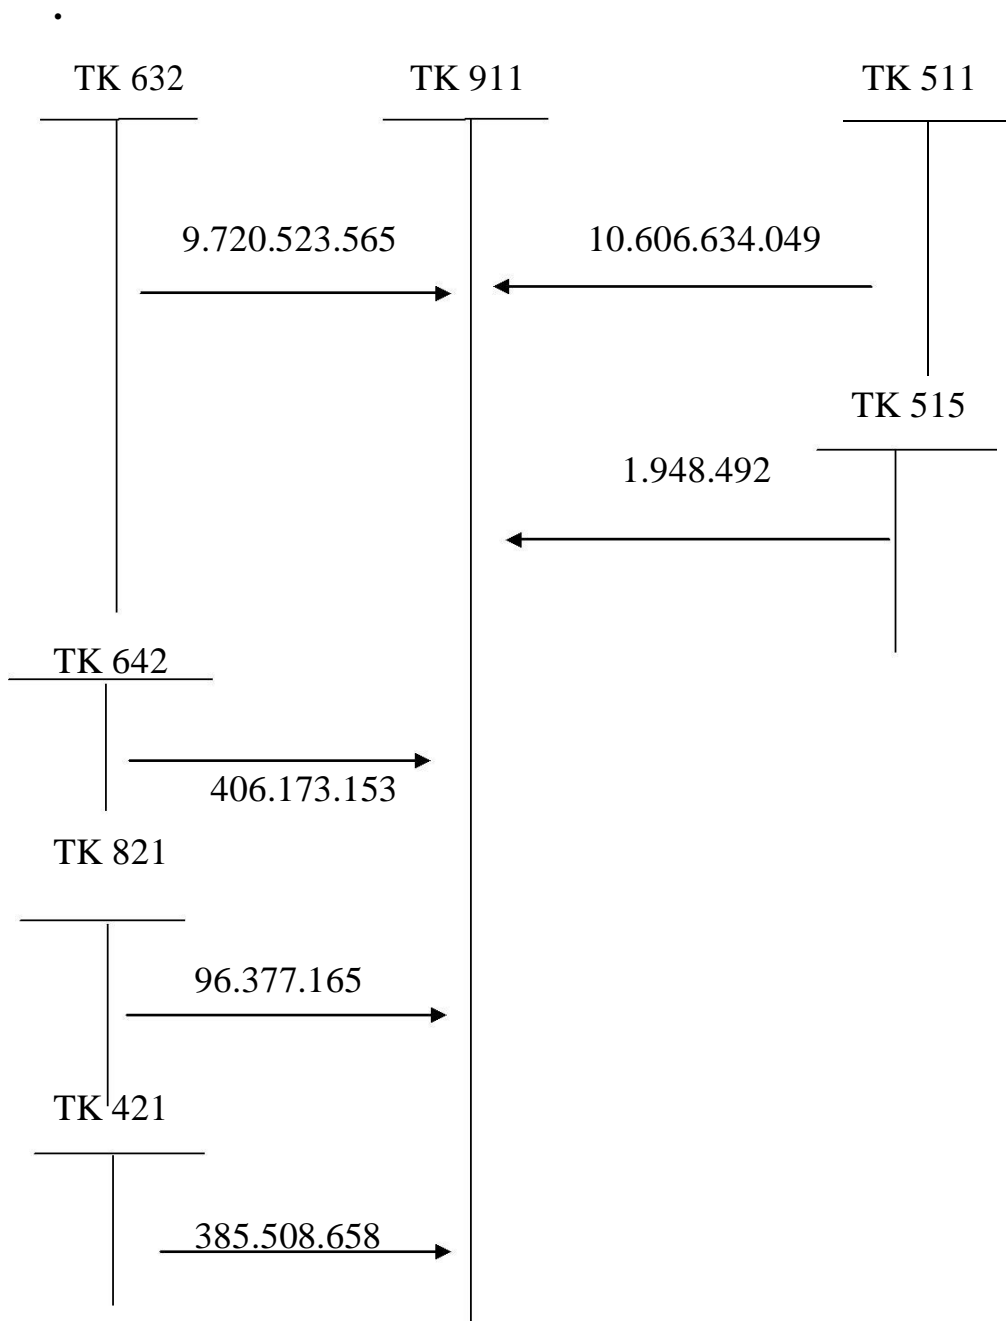 .
TK 632 TK 911 TK 511
9.720.523.565 10.606.634.049
TK 515
1.948.492
TK 642
406.173.153
TK 821
96.377.165
TK 421
385.508.658